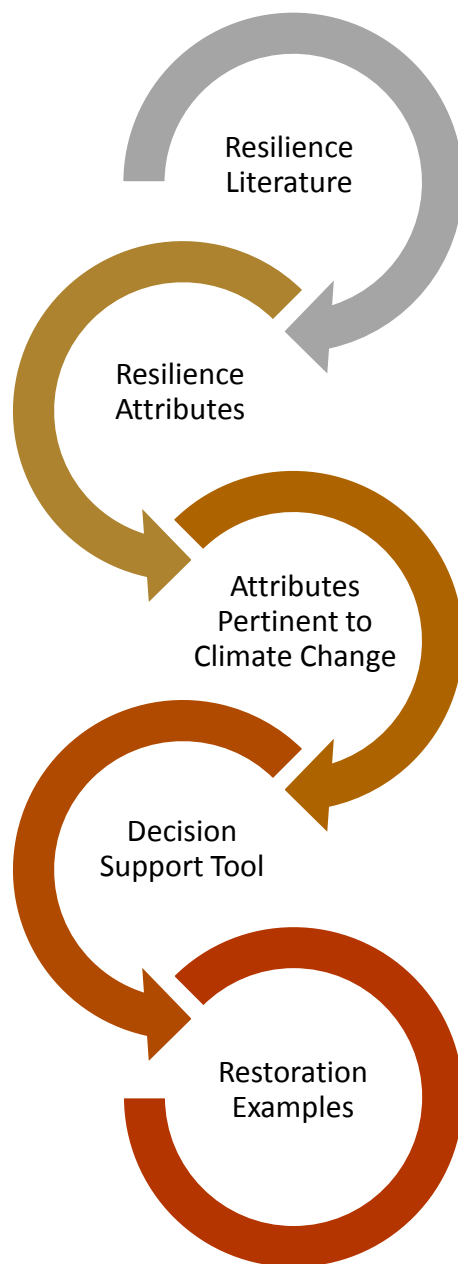 Resilience
Literature
Resilience
Attributes
Attributes
Pertinent to
Climate Change
Decision
Support Tool
Restoration
Examples